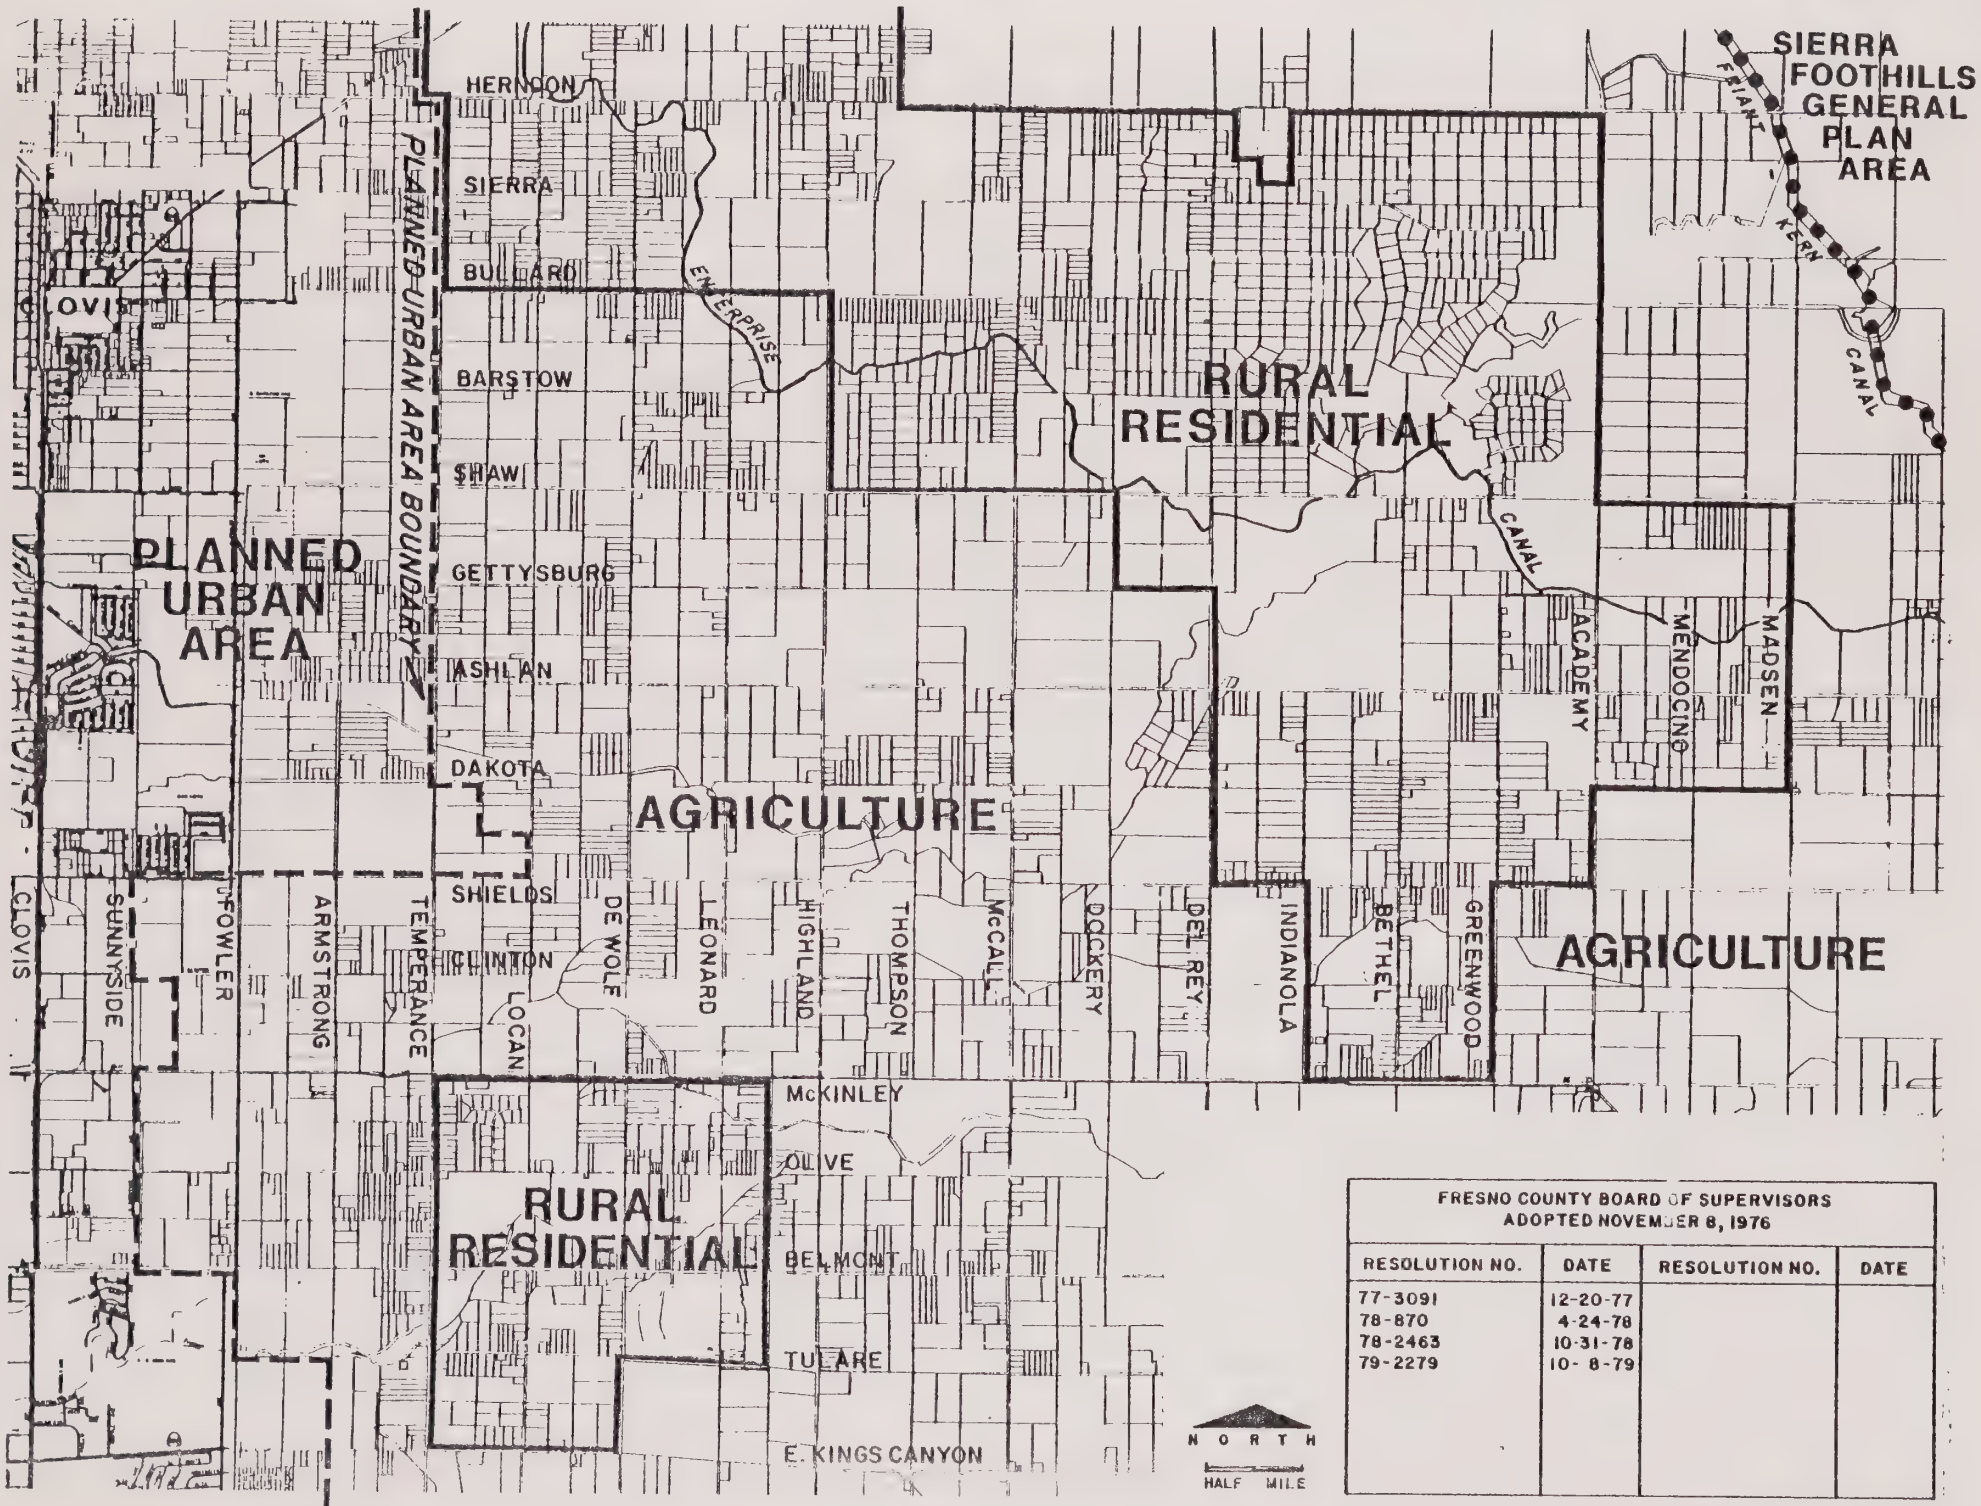 SIERRA
FOOTHILLS
GENERAL
PLAN
AREA
FRIANT
KERN
CANAL
HERNDON
SIERRA
BULLARD
ENTERPRISE
CLOVIS
BARSTOW
RURAL
RESIDENTIAL
SHAW
PLANNED URBAN AREA BOUNDARY
PLANNED
URBAN
AREA
CANAL
GETTYSBURG
ASHLAN
ACADEMY
MENDOCINO
MADSEN
DAKOTA
AGRICULTURE
SHIELDS
CLINTON
CLOVIS
SUNNYSIDE
FOWLER
ARMSTRONG
TEMPERANCE
LOCAN
DE WOLF
LEONARD
HIGHLAND
THOMPSON
McCALL
DOCKERY
DEL REY
INDIANOLA
BETHEL
GREENWOOD
AGRICULTURE
McKINLEY
OLIVE
RURAL
RESIDENTIAL
BELMONT
TULARE
E. KINGS CANYON
NORTH
HALF MILE
FRESNO COUNTY BOARD OF SUPERVISORS
ADOPTED NOVEMBER 8, 1976
RESOLUTION NO. DATE RESOLUTION NO. DATE
77-3091 12-20-77
78-870 4-24-78
78-2463 10-31-78
79-2279 10-8-79